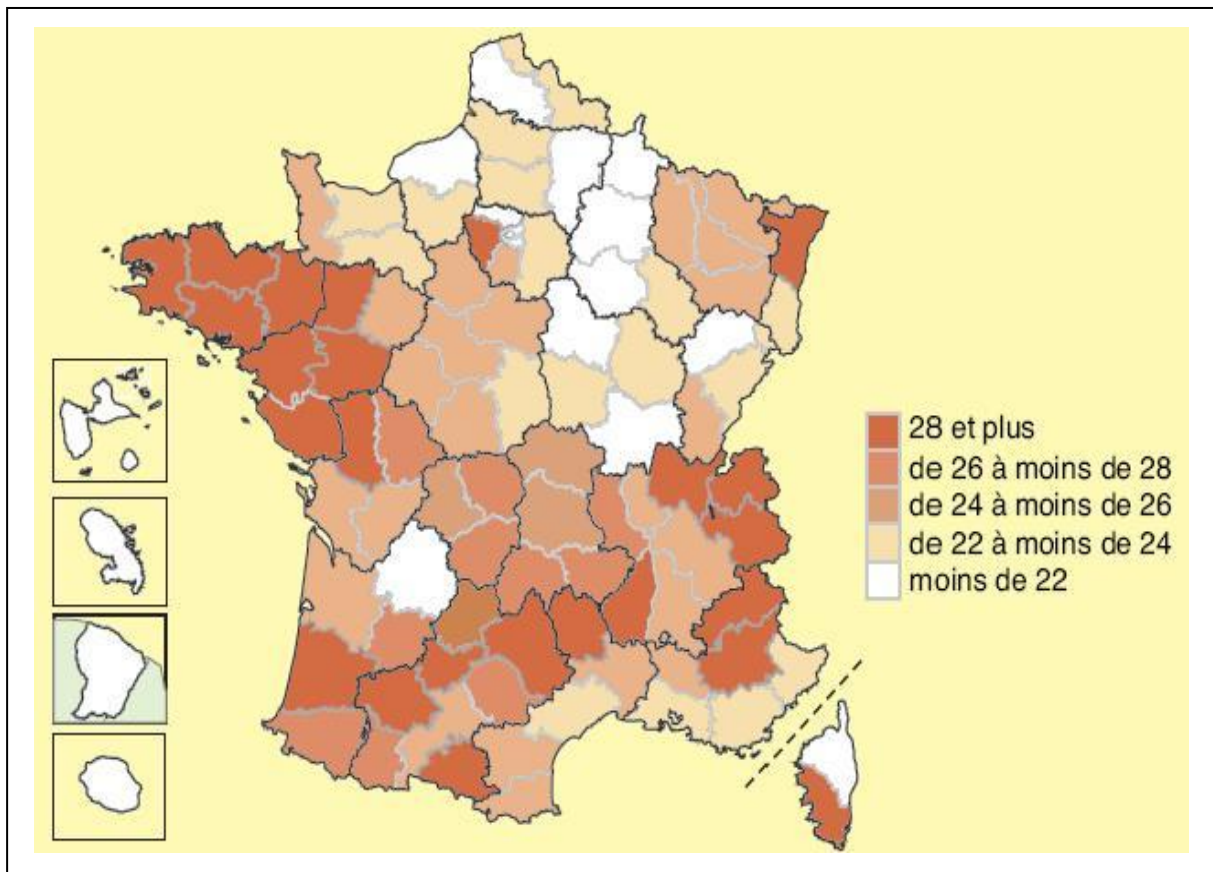 28 et plus
de 26 à moins de 28
de 24 à moins de 26
de 22 à moins de 24
moins de 22